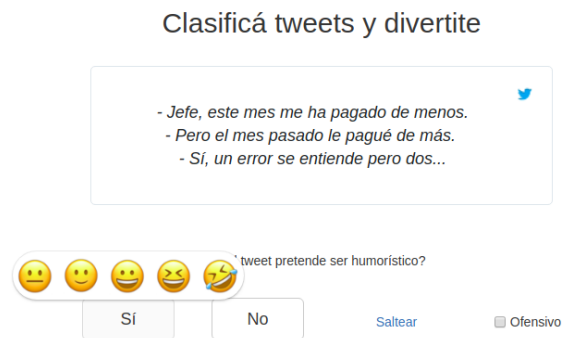 Clasificá tweets y divertite
- Jefe, este mes me ha pagado de menos.
- Pero el mes pasado le pagué de más.
- Sí, un error se entiende pero dos...
tweet pretende ser humorístico?
Sí
No
Saltear
Ofensivo